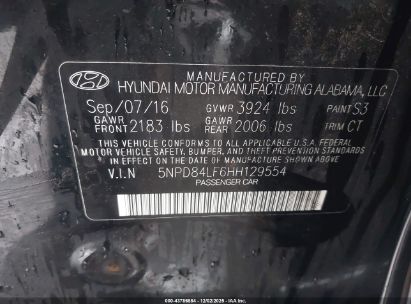 MANUFACTURED BY
HYUNDAI MOTOR MANUFACTURING ALABAMA, LLC
Sep/07/16 GVWR 3924 lbs PAINT S3
GAWR FRONT 2183 lbs GAWR REAR 2006 lbs TRIM CT
THIS VEHICLE CONFORMS TO ALL APPLICABLE U.S.A FEDERAL
MOTOR VEHICLE SAFETY, BUMPER, AND THEFT PREVENTION STANDARDS
IN EFFECT ON THE DATE OF MANUFACTURE SHOWN ABOVE.
V.I.N 5NPD84LF6HH129554
PASSENGER CAR